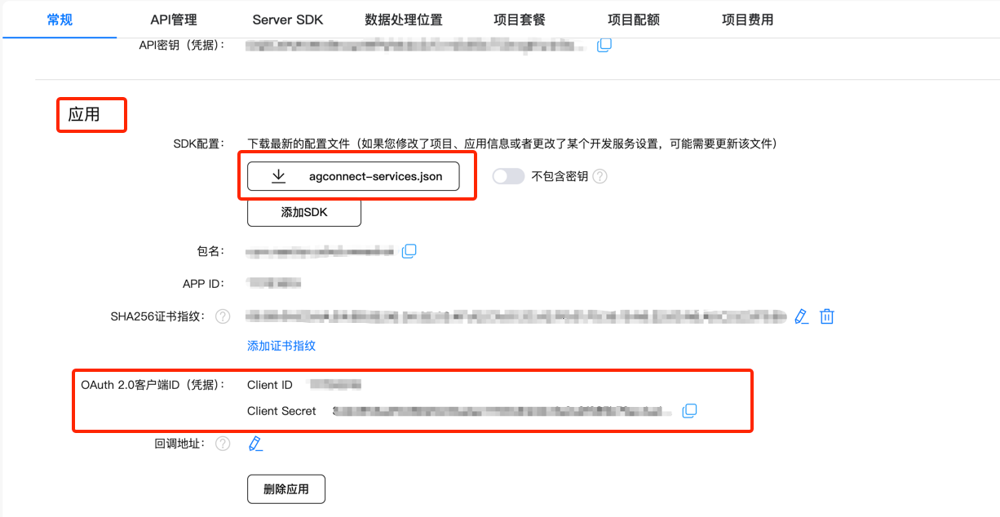 常规 API管理 Server SDK 数据处理位置 项目套餐 项目配额 项目费用
API密钥（凭据）：
应用
SDK配置： 下载最新的配置文件（如果您修改了项目、应用信息或者更改了某个开发服务设置，可能需要更新该文件）
agconnect-services.json 不包含密钥 ?
添加SDK
包名：
APP ID：
SHA256证书指纹： ?
添加证书指纹
OAuth 2.0客户端ID（凭据）： Client ID
Client Secret
回调地址： ?
删除应用